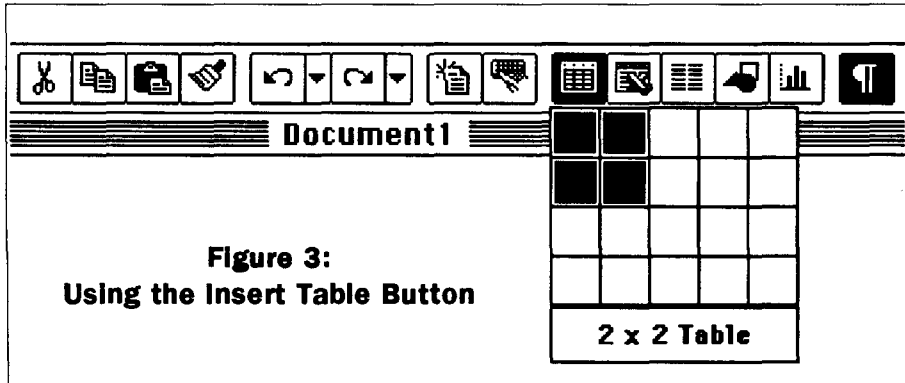 Document1
Figure 3:
Using the Insert Table Button
2 x 2 Table